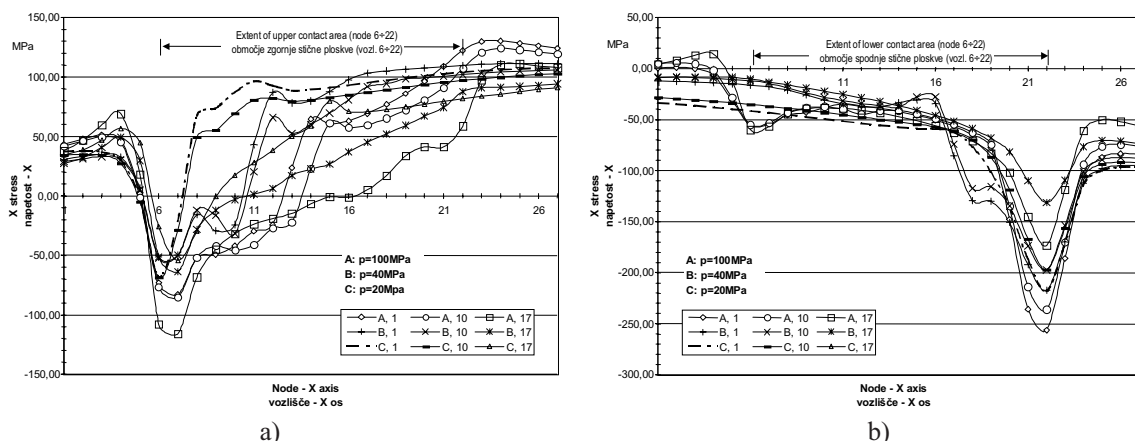 150,00
MPa
100,00
50,00
0,00
-50,00
-100,00
-150,00
Extent of upper contact area (node 6÷22)
območje zgornje stične ploskve (vozl. 6÷22)
1
6
11
16
21
26
X stress
napetost - X
A: p=100MPa
B: p=40MPa
C: p=20Mpa
A, 1
A, 10
A, 17
B, 1
B, 10
B, 17
C, 1
C, 10
C, 17
Node - X axis
vozlišče - X os
a)
50,00
MPa
0,00
-50,00
-100,00
-150,00
-200,00
-250,00
-300,00
Extent of lower contact area (node 6÷22)
območje spodnje stične ploskve (vozl. 6÷22)
1
6
11
16
21
26
X stress
napetost - X
A: p=100MPa
B: p=40MPa
C: p=20MPa
A, 1
A, 10
A, 17
B, 1
B, 10
B, 17
C, 1
C, 10
C, 17
Node - X axis
vozlišče - X os
b)